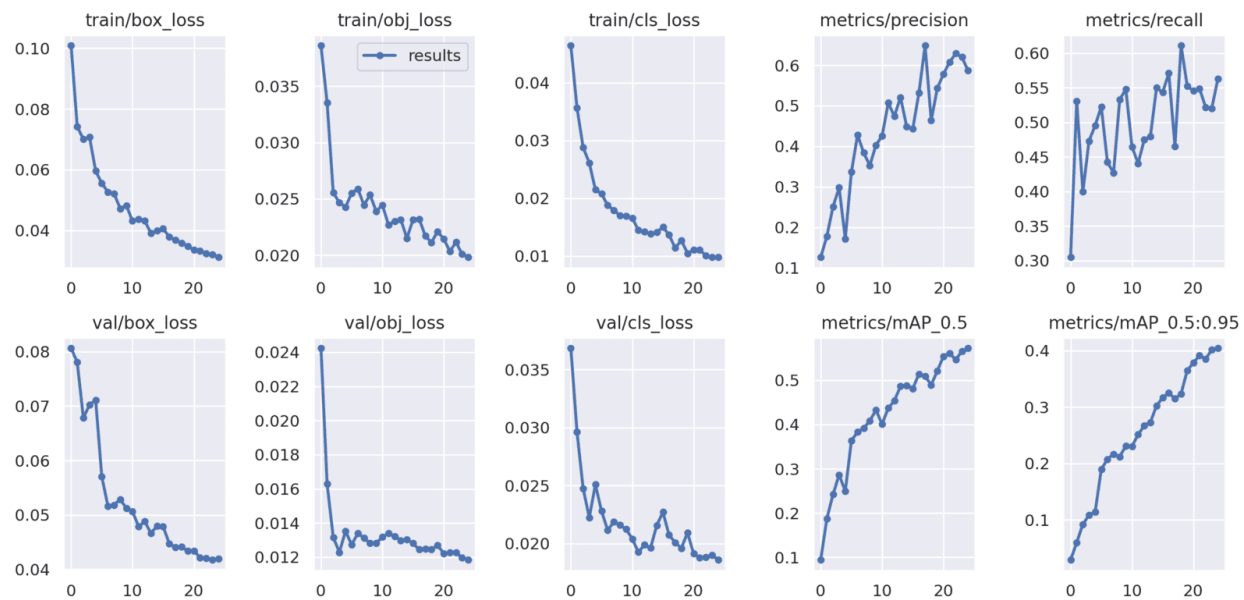 train/box_loss
train/obj_loss
train/cls_loss
metrics/precision
metrics/recall
0.10
0.08
0.06
0.04
0 10 20
results
0.035
0.030
0.025
0.020
0 10 20
0.04
0.03
0.02
0.01
0 10 20
0.6
0.5
0.4
0.3
0.2
0.1
0 10 20
0.60
0.55
0.50
0.45
0.40
0.35
0.30
0 10 20
val/box_loss
val/obj_loss
val/cls_loss
metrics/mAP_0.5
metrics/mAP_0.5:0.95
0.08
0.07
0.06
0.05
0.04
0 10 20
0.024
0.022
0.020
0.018
0.016
0.014
0.012
0 10 20
0.035
0.030
0.025
0.020
0 10 20
0.5
0.4
0.3
0.2
0.1
0 10 20
0.4
0.3
0.2
0.1
0 10 20